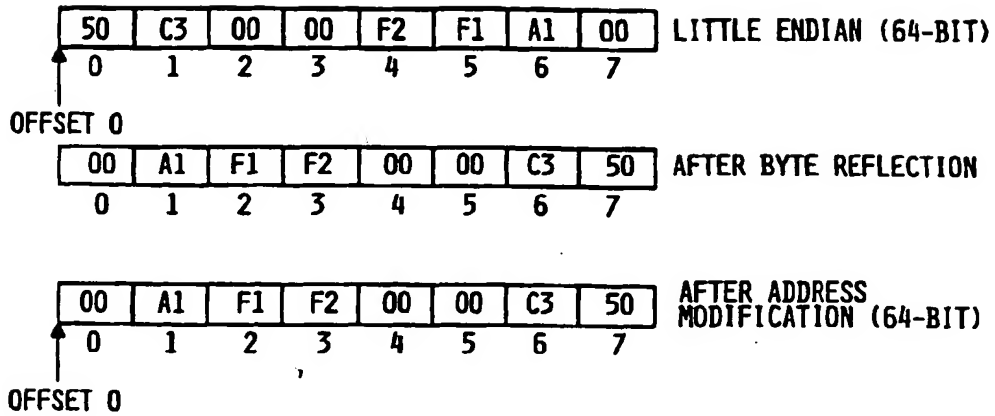 50 C3 00 00 F2 F1 A1 00 LITTLE ENDIAN (64-BIT)
0 1 2 3 4 5 6 7
OFFSET 0
00 A1 F1 F2 00 00 C3 50 AFTER BYTE REFLECTION
0 1 2 3 4 5 6 7
00 A1 F1 F2 00 00 C3 50 AFTER ADDRESS
MODIFICATION (64-BIT)
0 1 2 3 4 5 6 7
OFFSET 0